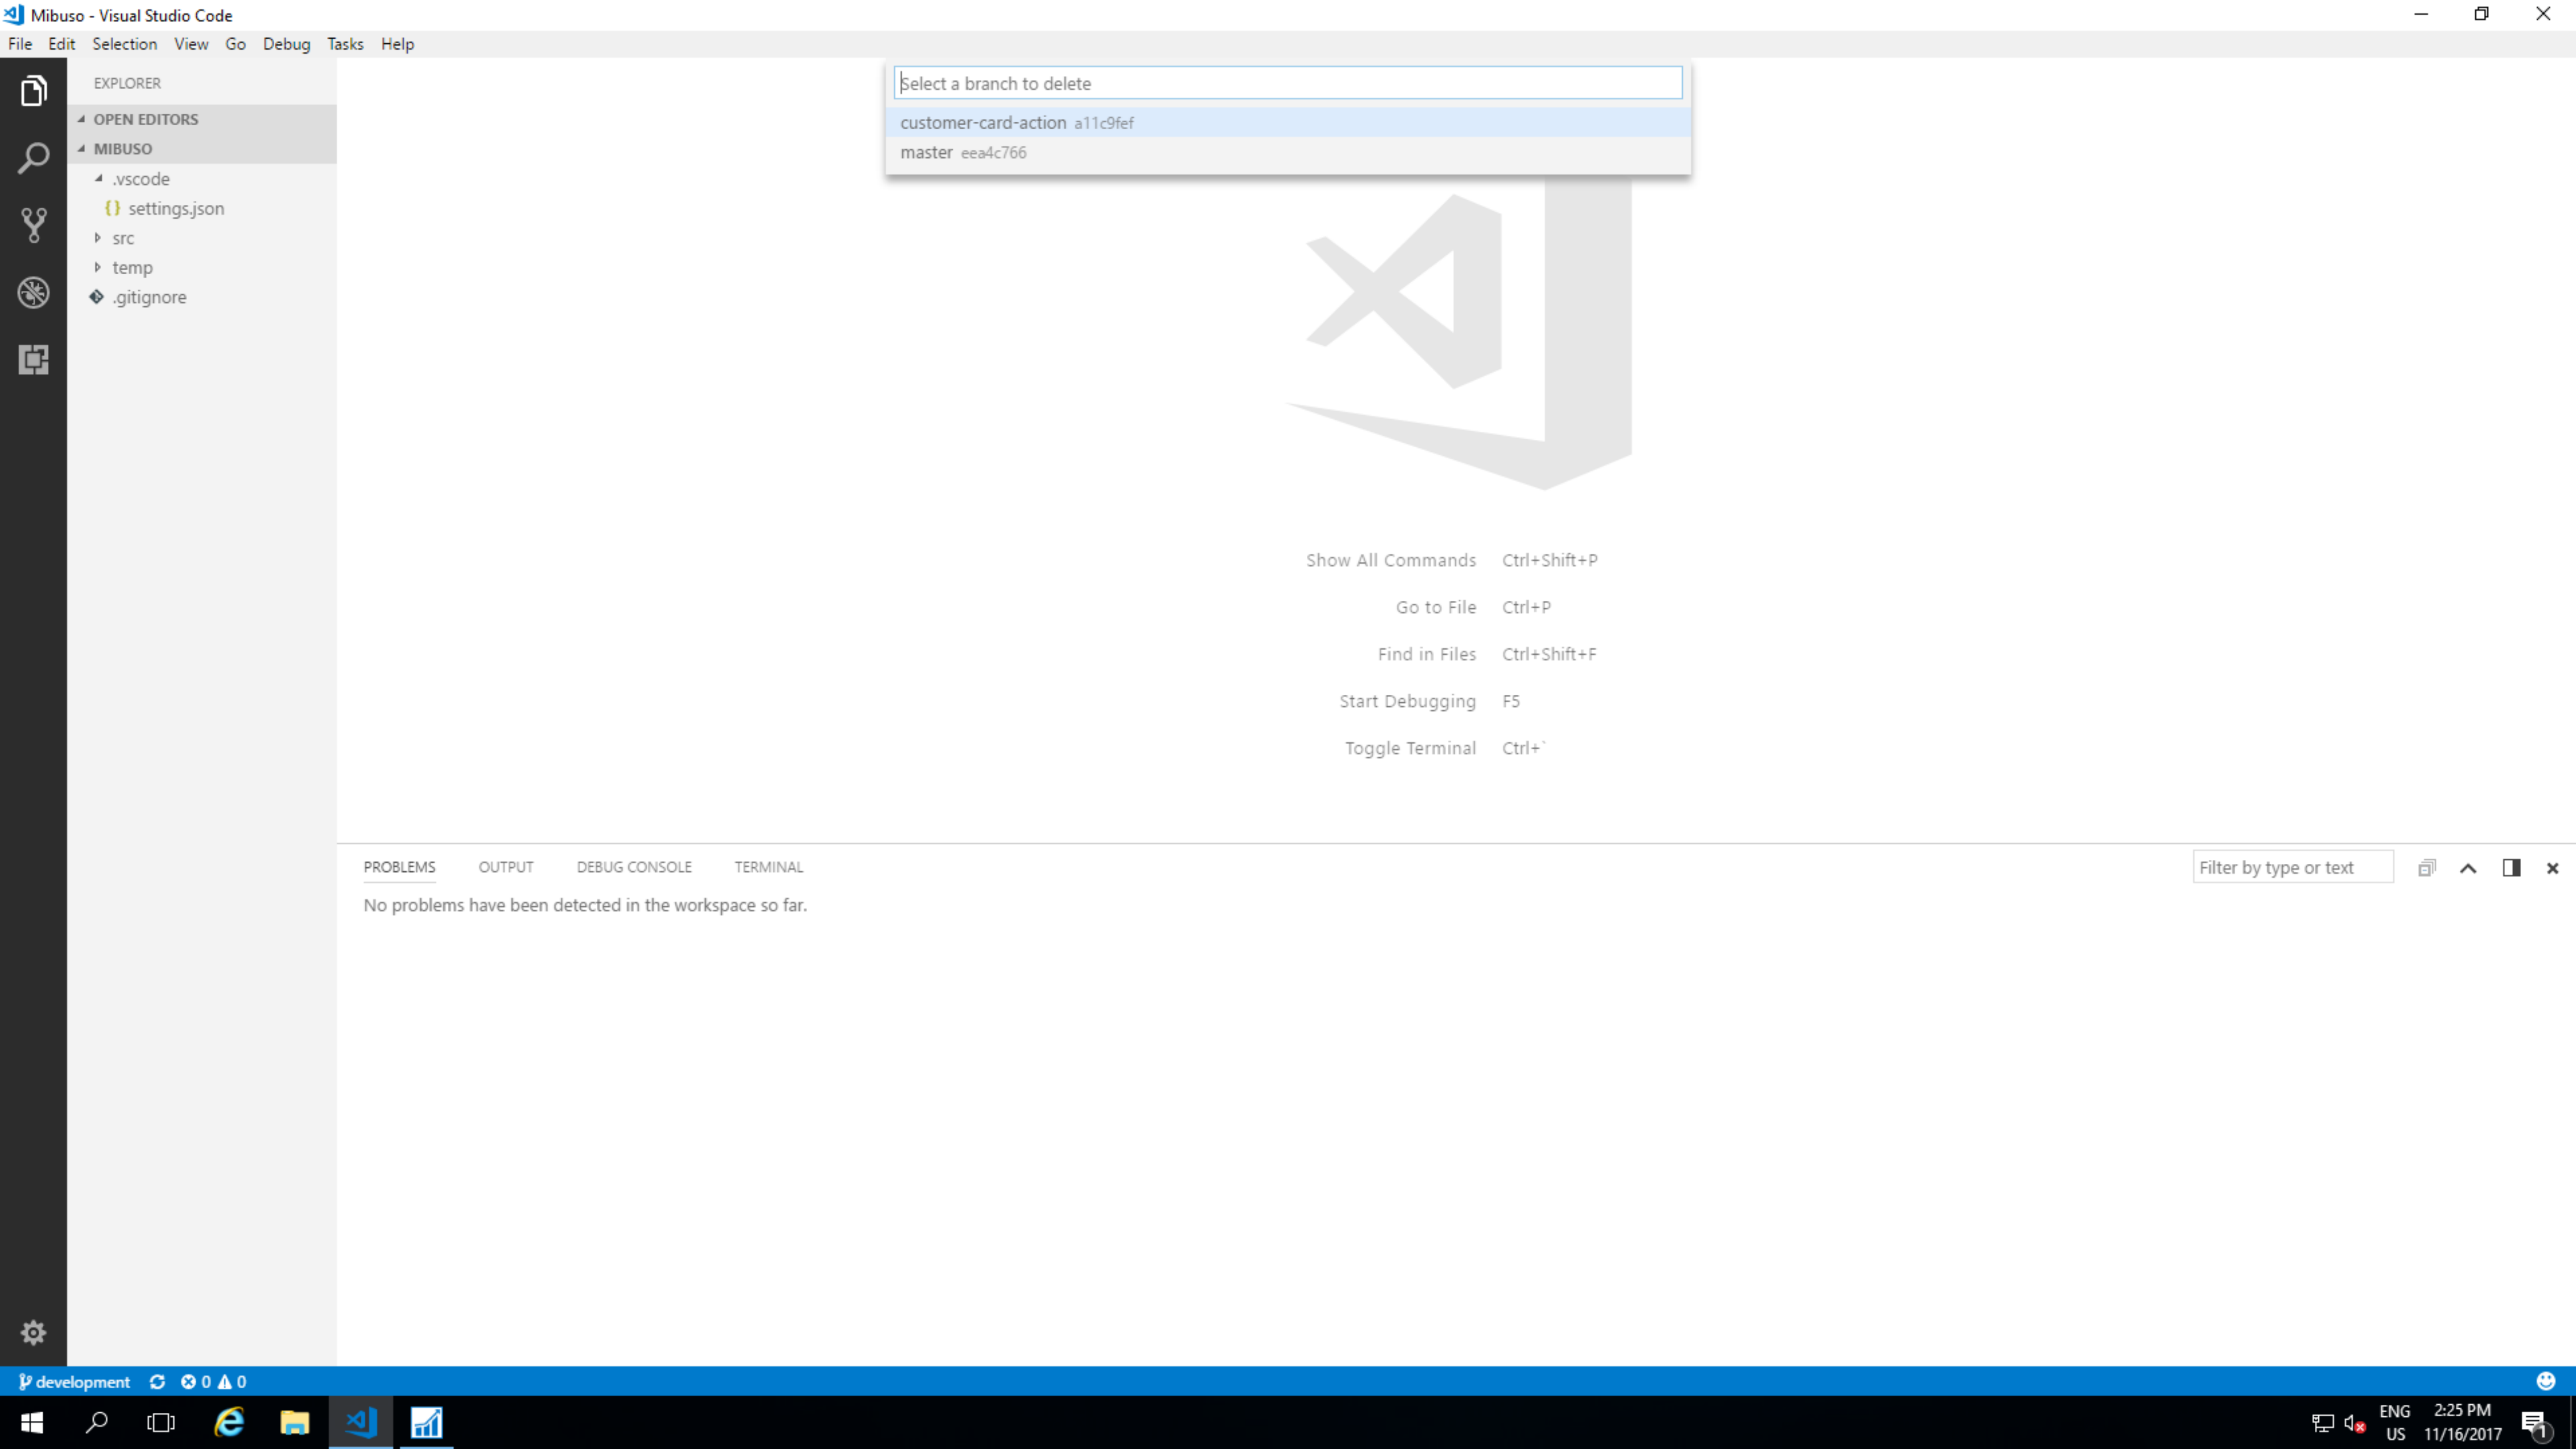 Mibuso - Visual Studio Code
File Edit Selection View Go Debug Tasks Help
EXPLORER
OPEN EDITORS
MIBUSO
.vscode
{ } settings.json
src
temp
.gitignore
Select a branch to delete
customer-card-action a11c9fef
master eea4c766
Show All Commands Ctrl+Shift+P
Go to File Ctrl+P
Find in Files Ctrl+Shift+F
Start Debugging F5
Toggle Terminal Ctrl+`
PROBLEMS OUTPUT DEBUG CONSOLE TERMINAL Filter by type or text
No problems have been detected in the workspace so far.
development 0 0
ENG 2:25 PM
US 11/16/2017 1